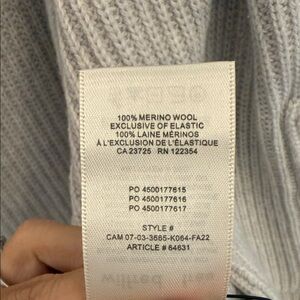 100% MERINO WOOL
EXCLUSIVE OF ELASTIC
100% LAINE MÉRINOS
À L'EXCLUSION DE L'ÉLASTIQUE
CA 23725 RN 122354
PO 4500177615
PO 4500177616
PO 4500177617
STYLE #
CAM 07-03-3565-K064-FA22
ARTICLE # 64631